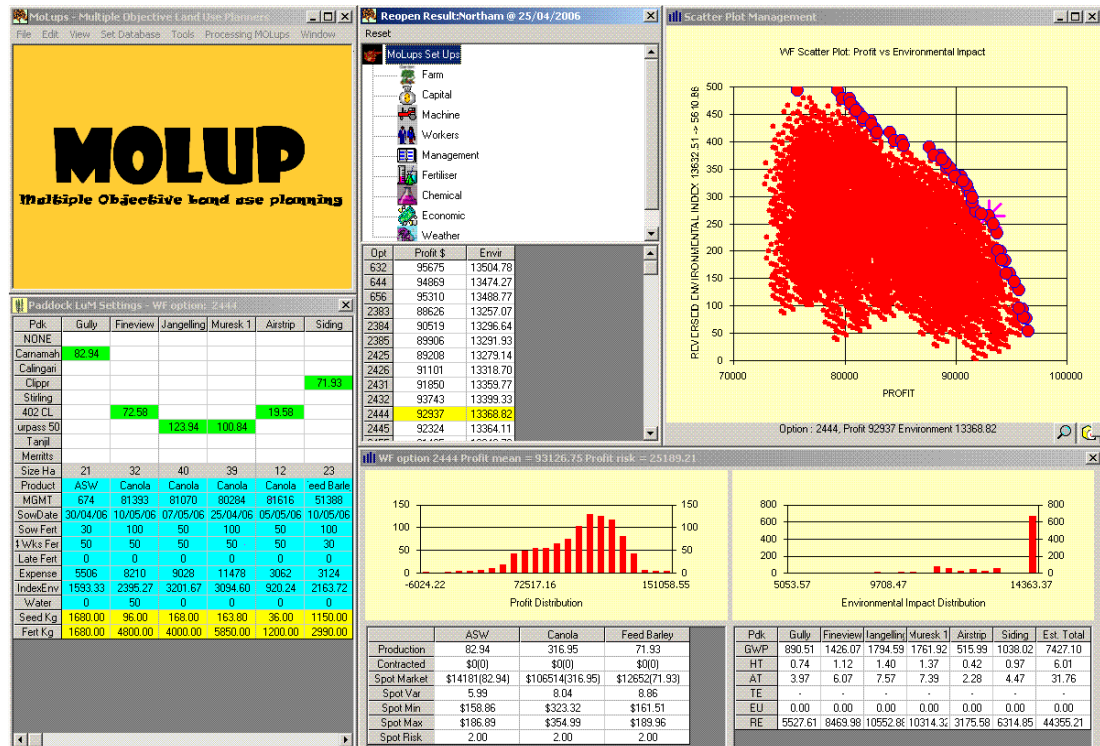 MoLups - Multiple Objective Land Use Planners
File Edit View Set Database Tools Processing MOLups Window
MOLUP
Multiple Objective Land use planning
Reopen Result:Northam @ 25/04/2006
Reset
MoLups Set Ups
Farm
Capital
Machine
Workers
Management
Fertiliser
Chemical
Economic
Weather
Opt Profit $ Envir
632 95675 13504.78
644 94869 13474.27
656 95310 13488.77
2383 88626 13257.07
2384 90519 13296.64
2385 89906 13291.93
2425 89208 13279.14
2426 91101 13318.70
2431 91850 13359.77
2432 93743 13399.33
2444 92937 13368.82
2445 92324 13364.11
Scatter Plot Management
WF Scatter Plot: Profit vs Environmental Impact
REVERSED ENVIRONMENTAL INDEX 13632.51 -> 5610.86
500
450
400
350
300
250
200
150
100
50
0
70000 80000 90000 100000
PROFIT
Option : 2444, Profit 92937 Environment 13368.82
Paddock LuM Settings - WF option: 2444
Pdk Gully Fineview Jangelling Muresk 1 Airstrip Siding
NONE
Carnamah 82.94
Calingari
Clippr 71.93
Stirling
402 CL 72.58 19.58
urpass 50 123.94 100.84
Tanjil
Merritts
Size Ha 21 32 40 39 12 23
Product ASW Canola Canola Canola Canola eed Barle
MGMT 674 81393 81070 80284 81616 51388
SowDate 30/04/06 10/05/06 07/05/06 25/04/06 05/05/06 10/05/06
Sow Fert 30 100 50 100 50 100
4 Wks Fer 50 50 50 50 50 30
Late Fert 0 0 0 0 0 0
Expense 5506 8210 9028 11478 3062 3124
IndexEnv 1593.33 2395.27 3201.67 3094.60 920.24 2163.72
Water 0 50 0 0 0 0
Seed Kg 1680.00 96.00 168.00 163.80 36.00 1150.00
Fert Kg 1680.00 4800.00 4000.00 5850.00 1200.00 2990.00
WF option 2444 Profit mean = 93126.75 Profit risk = 25189.21
150 150
100 100
50 50
0 0
-6024.22 72517.16 151058.55
Profit Distribution
800 800
600 600
400 400
200 200
0 0
5053.57 9708.47 14363.37
Environmental Impact Distribution
ASW Canola Feed Barley
Production 82.94 316.95 71.93
Contracted $0(0) $0(0) $0(0)
Spot Market $14181(82.94) $106514(316.95) $12652(71.93)
Spot Var 5.99 8.04 8.86
Spot Min $158.86 $323.32 $161.51
Spot Max $186.89 $354.99 $189.96
Spot Risk 2.00 2.00 2.00
Pdk Gully Fineview Jangelling Muresk 1 Airstrip Siding Est. Total
GWP 890.51 1426.07 1794.59 1761.92 515.99 1038.02 7427.10
HT 0.74 1.12 1.40 1.37 0.42 0.97 6.01
AT 3.97 6.07 7.57 7.39 2.28 4.47 31.76
TE - - - - - - -
EU 0.00 0.00 0.00 0.00 0.00 0.00 0.00
RE 5527.61 8469.98 10552.88 10314.32 3175.58 6314.85 44355.21